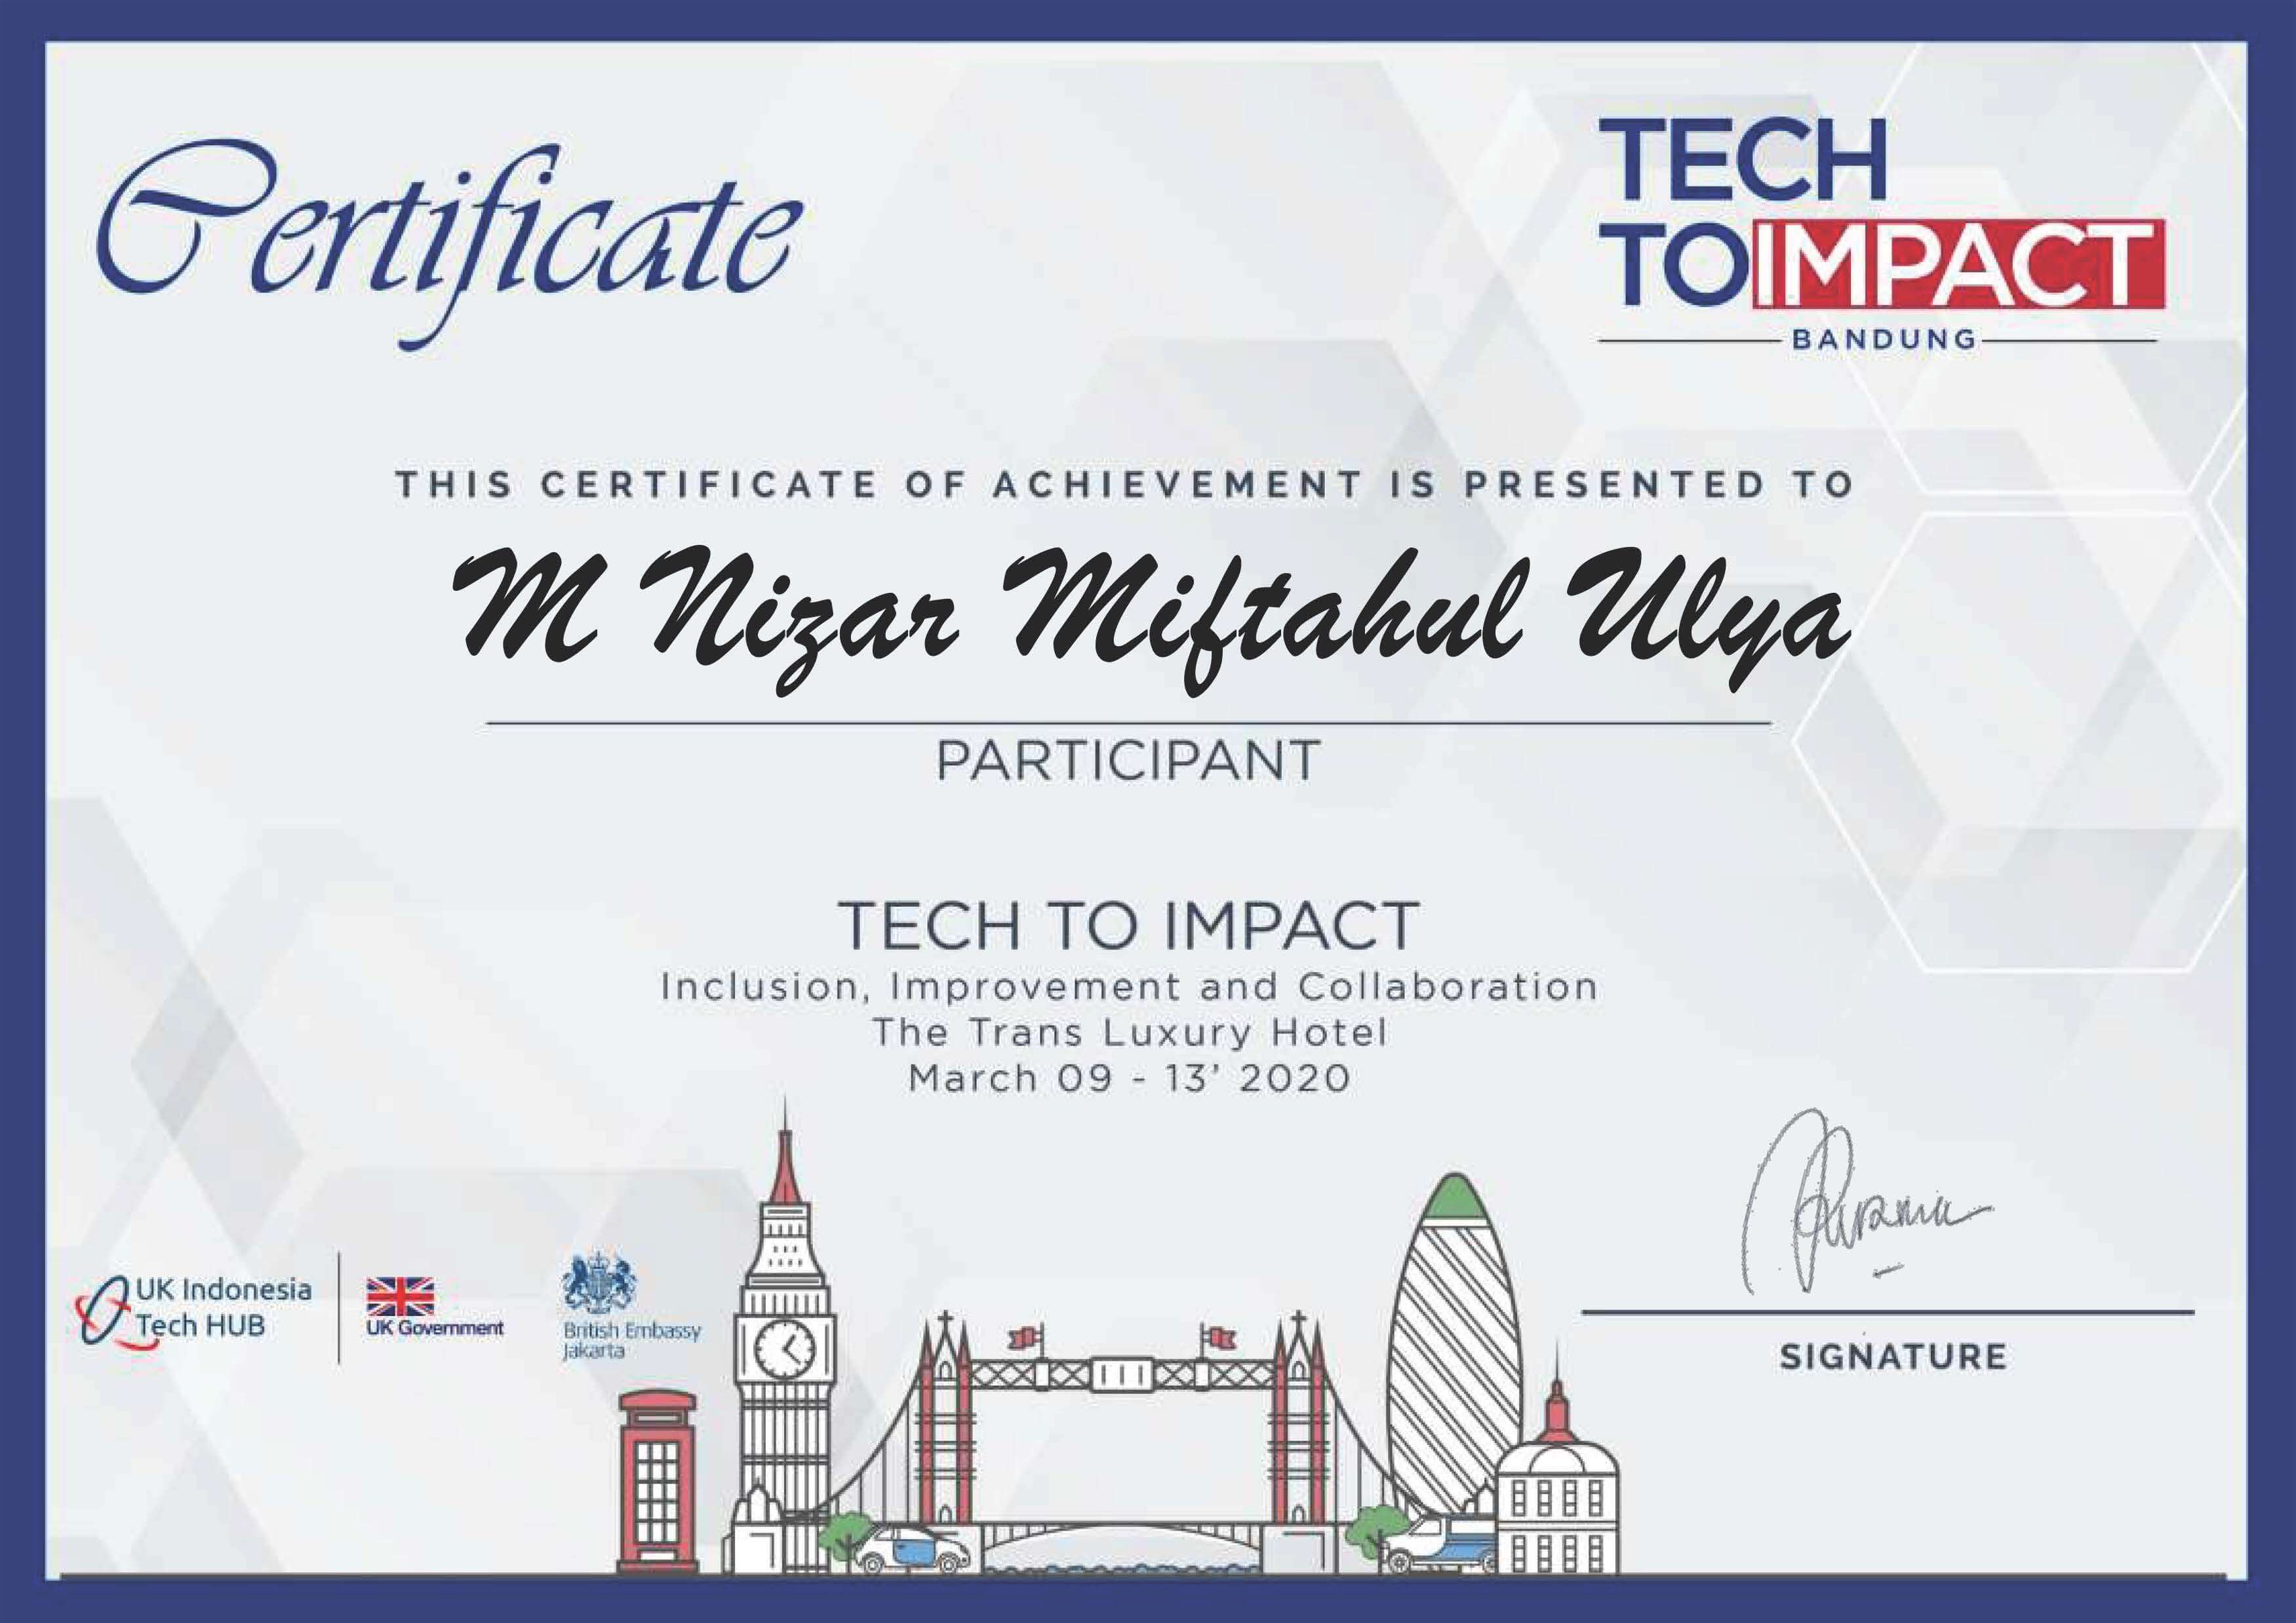 Certificate
TECH
TOIMPACT
BANDUNG
THIS CERTIFICATE OF ACHIEVEMENT IS PRESENTED TO
M Nizar Miftahul Ulya
PARTICIPANT
TECH TO IMPACT
Inclusion, Improvement and Collaboration
The Trans Luxury Hotel
March 09 - 13' 2020
UK Indonesia
Tech HUB
UK Government
British Embassy
Jakarta
SIGNATURE